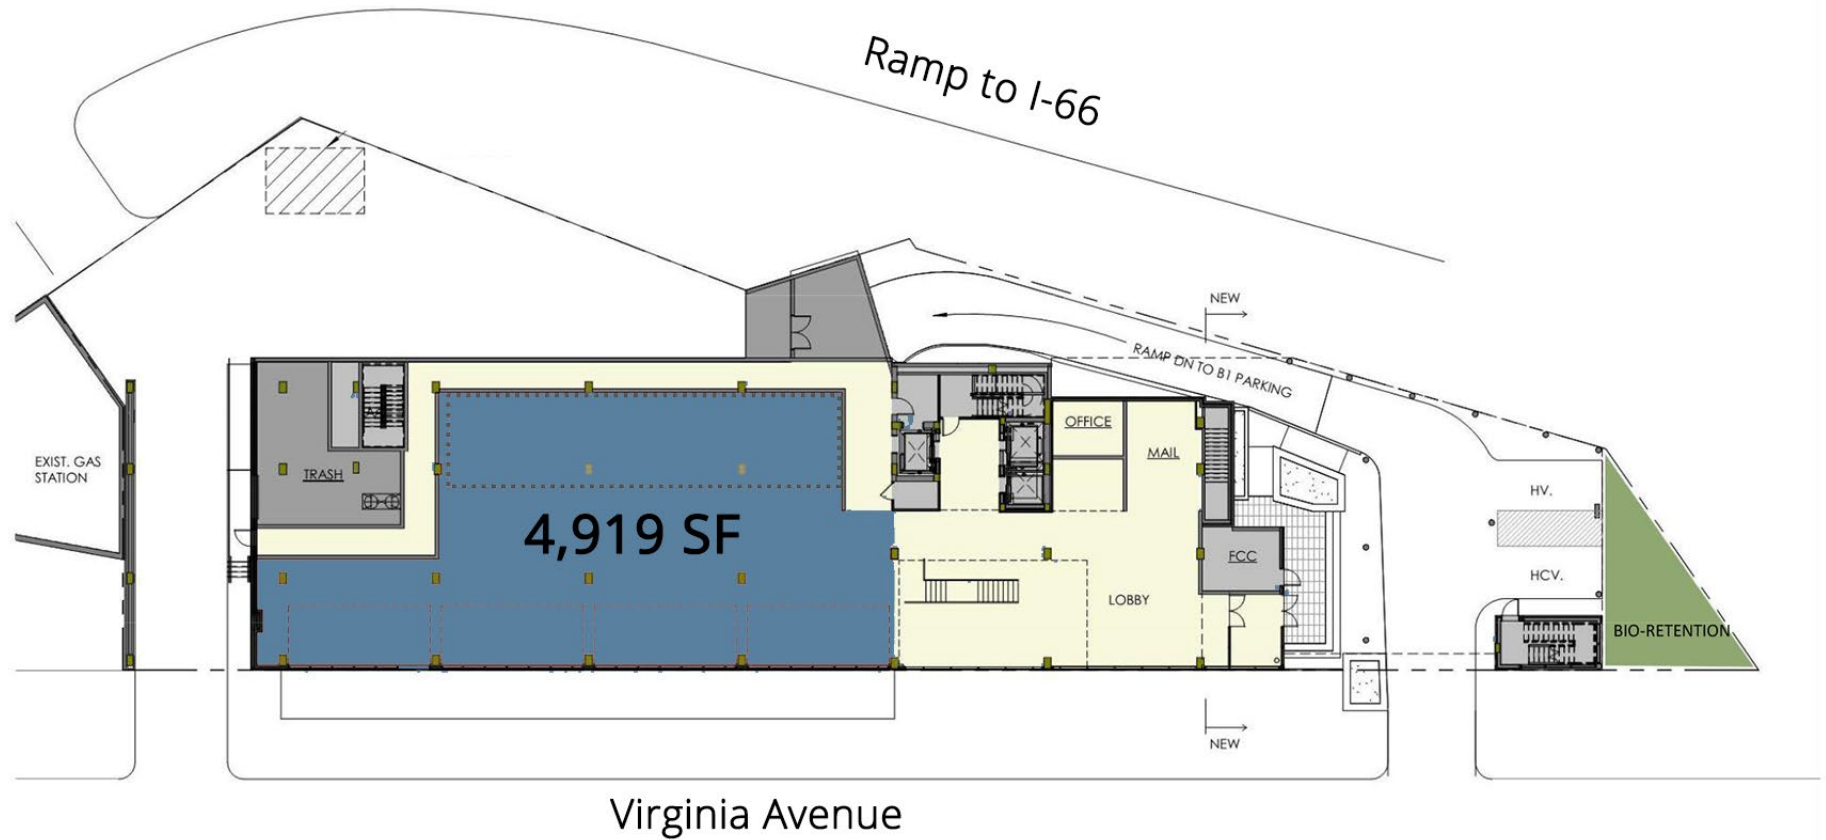 Ramp to I-66
NEW
RAMP DN TO B1 PARKING
OFFICE
MAIL
EXIST. GAS
STATION
TRASH
HV.
4,919 SF
FCC
HCV.
LOBBY
BIO-RETENTION
NEW
Virginia Avenue